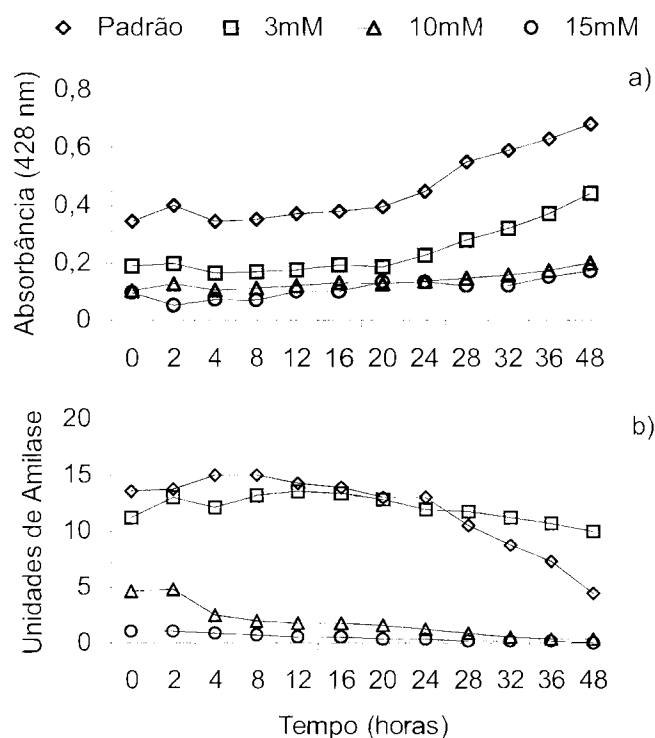 Padrão 3mM 10mM 15mM
a)
0,8
0,6
0,4
0,2
0
Absorbância (428 nm)
0 2 4 8 12 16 20 24 28 32 36 48
b)
20
15
10
5
0
Unidades de Amilase
0 2 4 8 12 16 20 24 28 32 36 48
Tempo (horas)